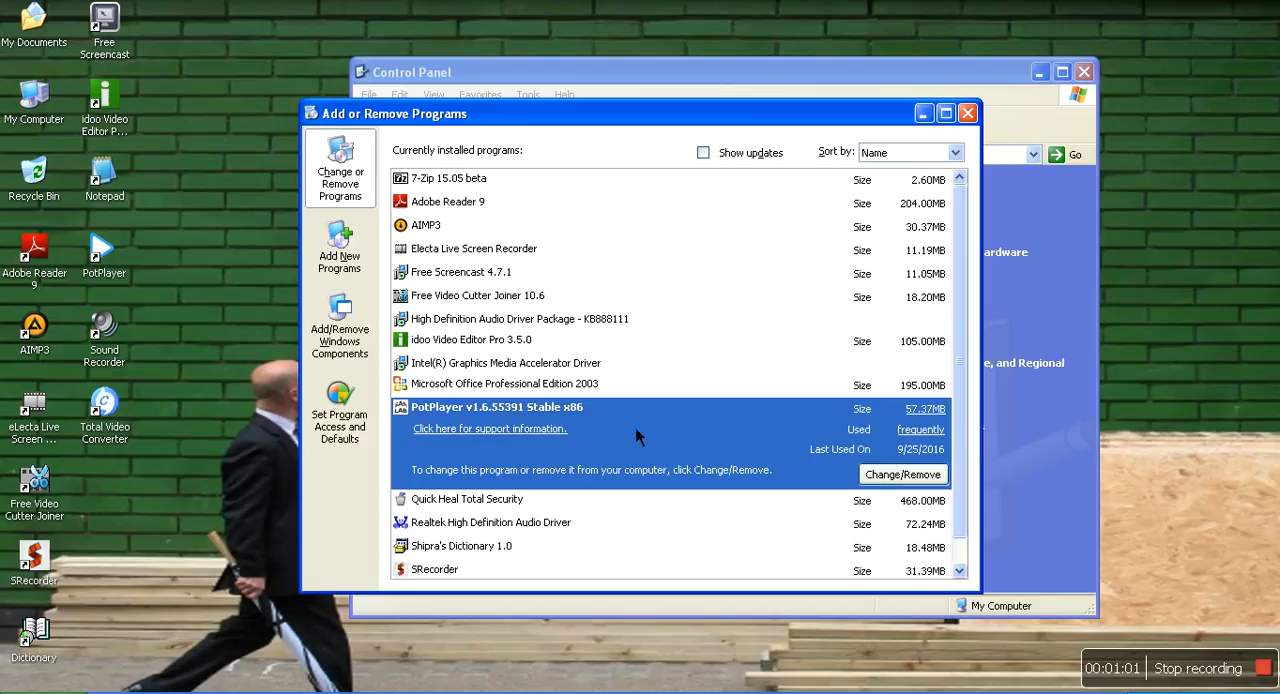 My Documents
Free
Screencast
My Computer
idoo Video
Editor P...
Recycle Bin
Notepad
Adobe Reader
9
PotPlayer
AIMP3
Sound
Recorder
eLecta Live
Screen ...
Total Video
Converter
Free Video
Cutter Joiner
SRecorder
Dictionary
Control Panel
File Edit View Favorites Tools Help
Go
ardware
e, and Regional
My Computer
Add or Remove Programs
Change or
Remove
Programs
Add New
Programs
Add/Remove
Windows
Components
Set Program
Access and
Defaults
Currently installed programs:
Show updates
Sort by: Name
7-Zip 15.05 beta Size 2.60MB
Adobe Reader 9 Size 204.00MB
AIMP3 Size 30.37MB
Electa Live Screen Recorder Size 11.19MB
Free Screencast 4.7.1 Size 11.05MB
Free Video Cutter Joiner 10.6 Size 18.20MB
High Definition Audio Driver Package - KB888111
idoo Video Editor Pro 3.5.0 Size 105.00MB
Intel(R) Graphics Media Accelerator Driver
Microsoft Office Professional Edition 2003 Size 195.00MB
PotPlayer v1.6.55391 Stable x86 Size 57.37MB
Click here for support information. Used frequently
Last Used On 9/25/2016
To change this program or remove it from your computer, click Change/Remove. Change/Remove
Quick Heal Total Security Size 468.00MB
Realtek High Definition Audio Driver Size 72.24MB
Shipra's Dictionary 1.0 Size 18.48MB
SRecorder Size 31.39MB
00:01:01 Stop recording